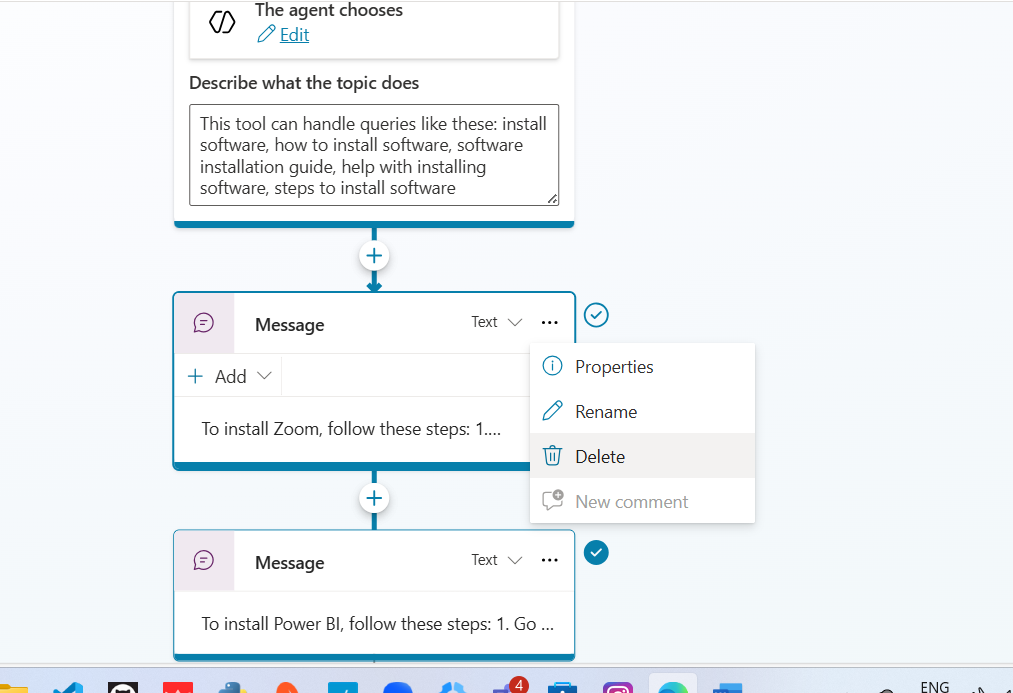 The agent chooses
Edit
Describe what the topic does
This tool can handle queries like these: install
software, how to install software, software
installation guide, help with installing
software, steps to install software
Message
Text
Add
To install Zoom, follow these steps: 1....
Properties
Rename
Delete
New comment
Message
Text
To install Power BI, follow these steps: 1. Go ...
4
ENG